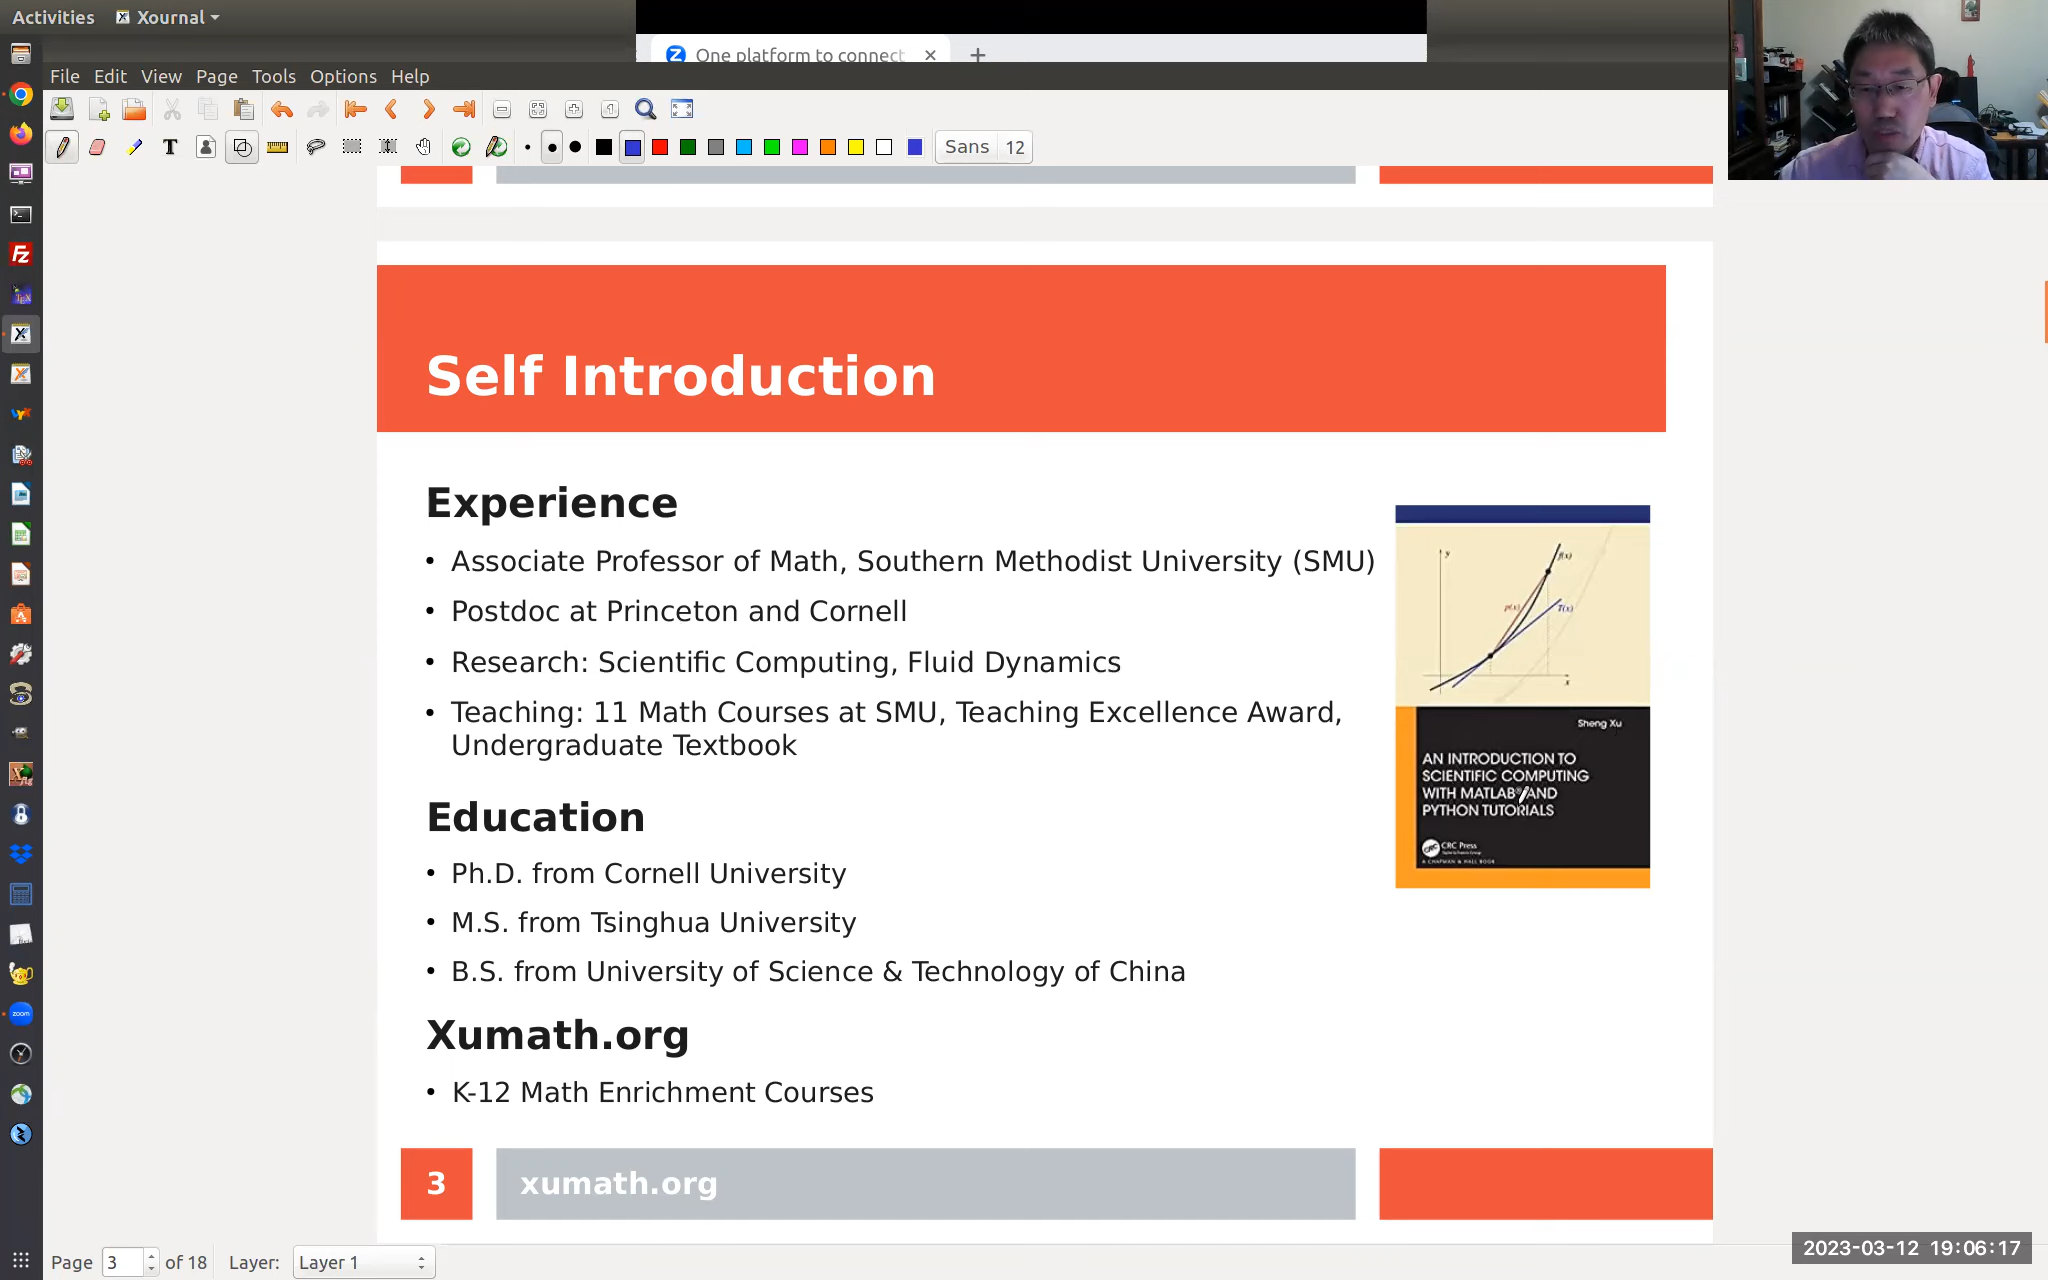 Activities
Xournal
One platform to connect
File Edit View Page Tools Options Help
Sans 12
Self Introduction
Experience
• Associate Professor of Math, Southern Methodist University (SMU)
• Postdoc at Princeton and Cornell
• Research: Scientific Computing, Fluid Dynamics
• Teaching: 11 Math Courses at SMU, Teaching Excellence Award,
Undergraduate Textbook
y
f(x)
p(x)
T(x)
x
Sheng Xu
AN INTRODUCTION TO
SCIENTIFIC COMPUTING
WITH MATLAB® AND
PYTHON TUTORIALS
CRC Press
A CHAPMAN & HALL BOOK
Education
• Ph.D. from Cornell University
• M.S. from Tsinghua University
• B.S. from University of Science & Technology of China
Xumath.org
• K-12 Math Enrichment Courses
3 xumath.org
Page 3 of 18 Layer: Layer 1
2023-03-12 19:06:17
zoom